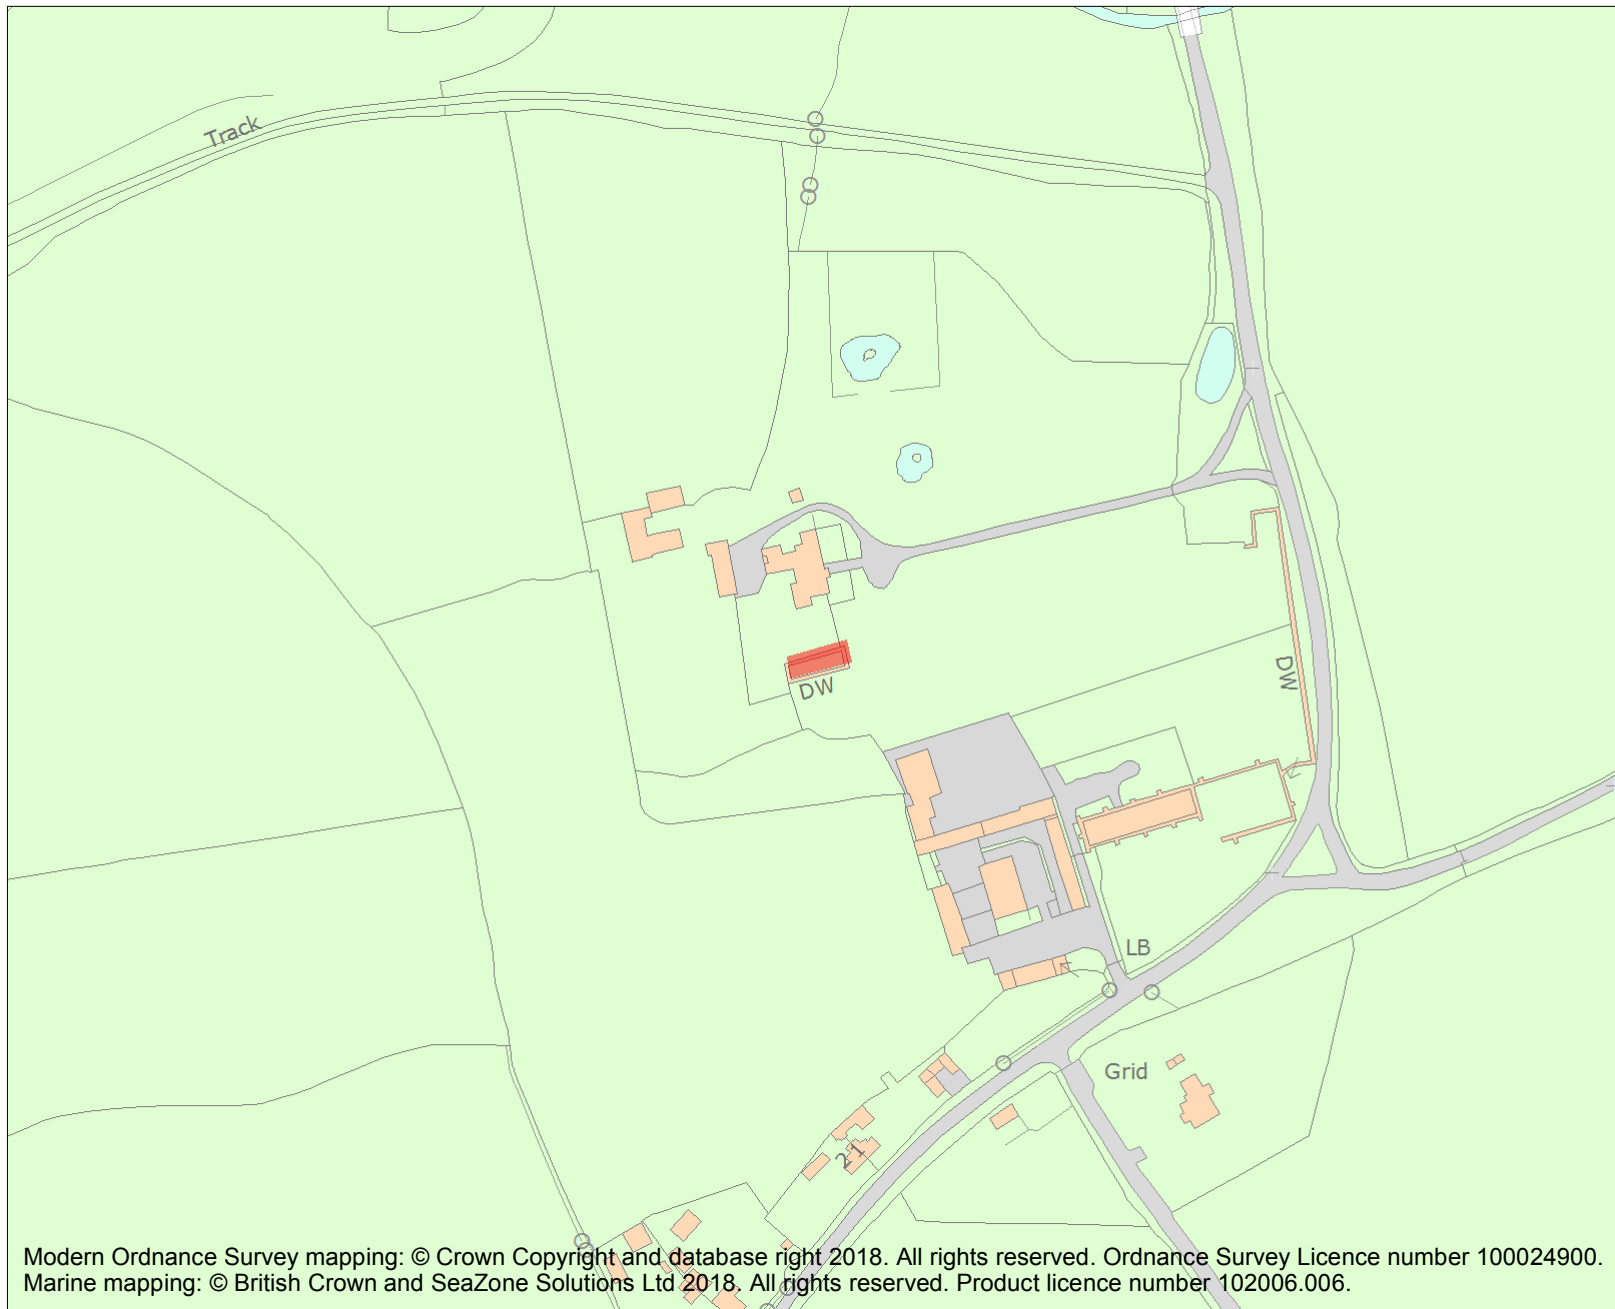 Track
DW
DW
LB
Grid
21
Modern Ordnance Survey mapping: © Crown Copyright and database right 2018. All rights reserved. Ordnance Survey Licence number 100024900.
Marine mapping: © British Crown and SeaZone Solutions Ltd 2018. All rights reserved. Product licence number 102006.006.